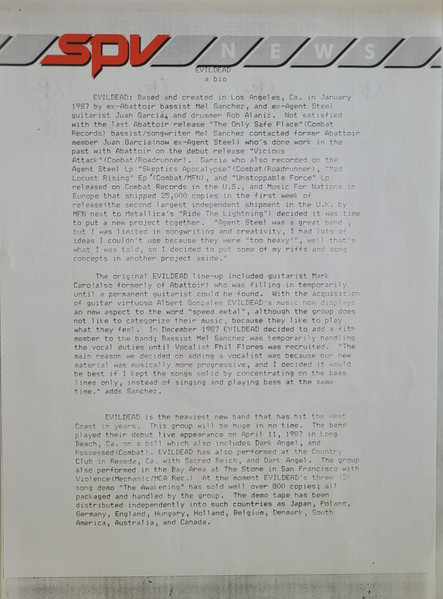 spv NEWS
EVILDEAD
a bio
EVILDEAD: Based and created in Los Angeles, Ca. in January
1987 by ex-Abattoir bassist Mel Sanchez, and ex-Agent Steel
guitarist Juan Garcia, and drummer Rob Alaniz. Not satisfied
with the last Abattoir release "The Only Safe Place"(Combat
Records) bassist/songwriter Mel Sanchez contacted former Abattoir
member Juan Garcia(now ex-Agent Steel) who's done work in the
past with Abattoir on the debut release "Vicious
Attack"(Combat/Roadrunner). Garcia also recorded on the
Agent Steel Lp "Skeptics Apocalypse"(Combat/Roadrunner), "Mad
Locust Rising" Ep (Combat/MFN), and "Unstoppable Force" Lp
released on Combat Records in the U.S., and Music For Nations in
Europe that shipped 25,000 copies in the first week of
release(the second largest independent shipment in the U.K. by
MFN next to Metallica's "Ride The Lightning") decided it was time
to put a new project together. "Agent Steel was a great band,
but I was limited in songwriting and creativity, I had lots of
ideas I couldn't use because they were "too heavy!", well that's
what I was told, so I decided to put some of my riffs and song
concepts in another project aside."
The original EVILDEAD line-up included guitarist Mark
Caro(also formerly of Abattoir) who was filling in temporarily
until a permanent guitarist could be found. With the acquisition
of guitar virtuoso Albert Gonzales EVILDEAD's music now displays
an new aspect to the word "speed metal", although the group does
not like to categorize their music, because they like to play
what they feel. In December 1987 EVILDEAD decided to add a fith
member to the band; Bassist Mel Sanchez was temporarily handling
the vocal duties until Vocalist Phil Flores was recruited. "The
main reason we decided on adding a vocalist was because our new
material was musically more progressive, and I decided it would
be best if I kept the songs solid by concentrating on the bass
lines only, instead of singing and playing bass at the same
time." adds Sanchez.
EVILDEAD is the heaviest new band that has hit the West
Coast in years. This group will be huge in no time. The band
played their debut live appearance on April 11, 1987 in Long
Beach, Ca. on a bill which also includes Dark Angel, and
Possessed(Combat). EVILDEAD has also performed at the Country
Club in Receda, Ca. with Sacred Reich, and Dark Angel. The group
also performed in the Bay Area at The Stone in San Francisco with
Violence(Mechanic/MCA Rec.) At the moment EVILDEAD's three (3)
song demo "The Awakening" has sold well over 800 copies; all
packaged and handled by the group. The demo tape has been
distributed independently into such countries as Japan, Poland,
Germany, England, Hungary, Holland, Belgium, Denmark, South
America, Australia, and Canada.